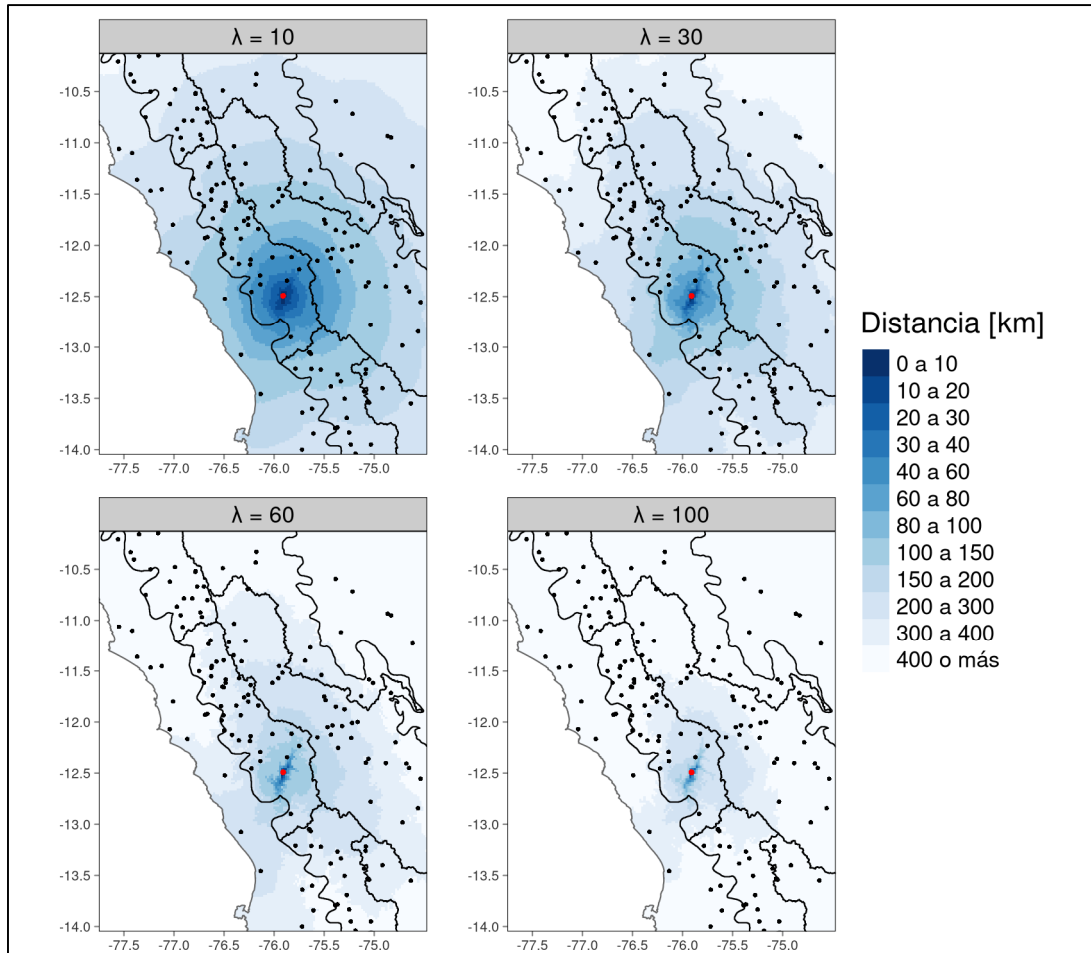 λ = 10
λ = 30
-10.5
-11.0
-11.5
-12.0
-12.5
-13.0
-13.5
-14.0
-77.5 -77.0 -76.5 -76.0 -75.5 -75.0
-10.5
-11.0
-11.5
-12.0
-12.5
-13.0
-13.5
-14.0
-77.5 -77.0 -76.5 -76.0 -75.5 -75.0
λ = 60
λ = 100
-10.5
-11.0
-11.5
-12.0
-12.5
-13.0
-13.5
-14.0
-77.5 -77.0 -76.5 -76.0 -75.5 -75.0
-10.5
-11.0
-11.5
-12.0
-12.5
-13.0
-13.5
-14.0
-77.5 -77.0 -76.5 -76.0 -75.5 -75.0
Distancia [km]
0 a 10
10 a 20
20 a 30
30 a 40
40 a 60
60 a 80
80 a 100
100 a 150
150 a 200
200 a 300
300 a 400
400 o más